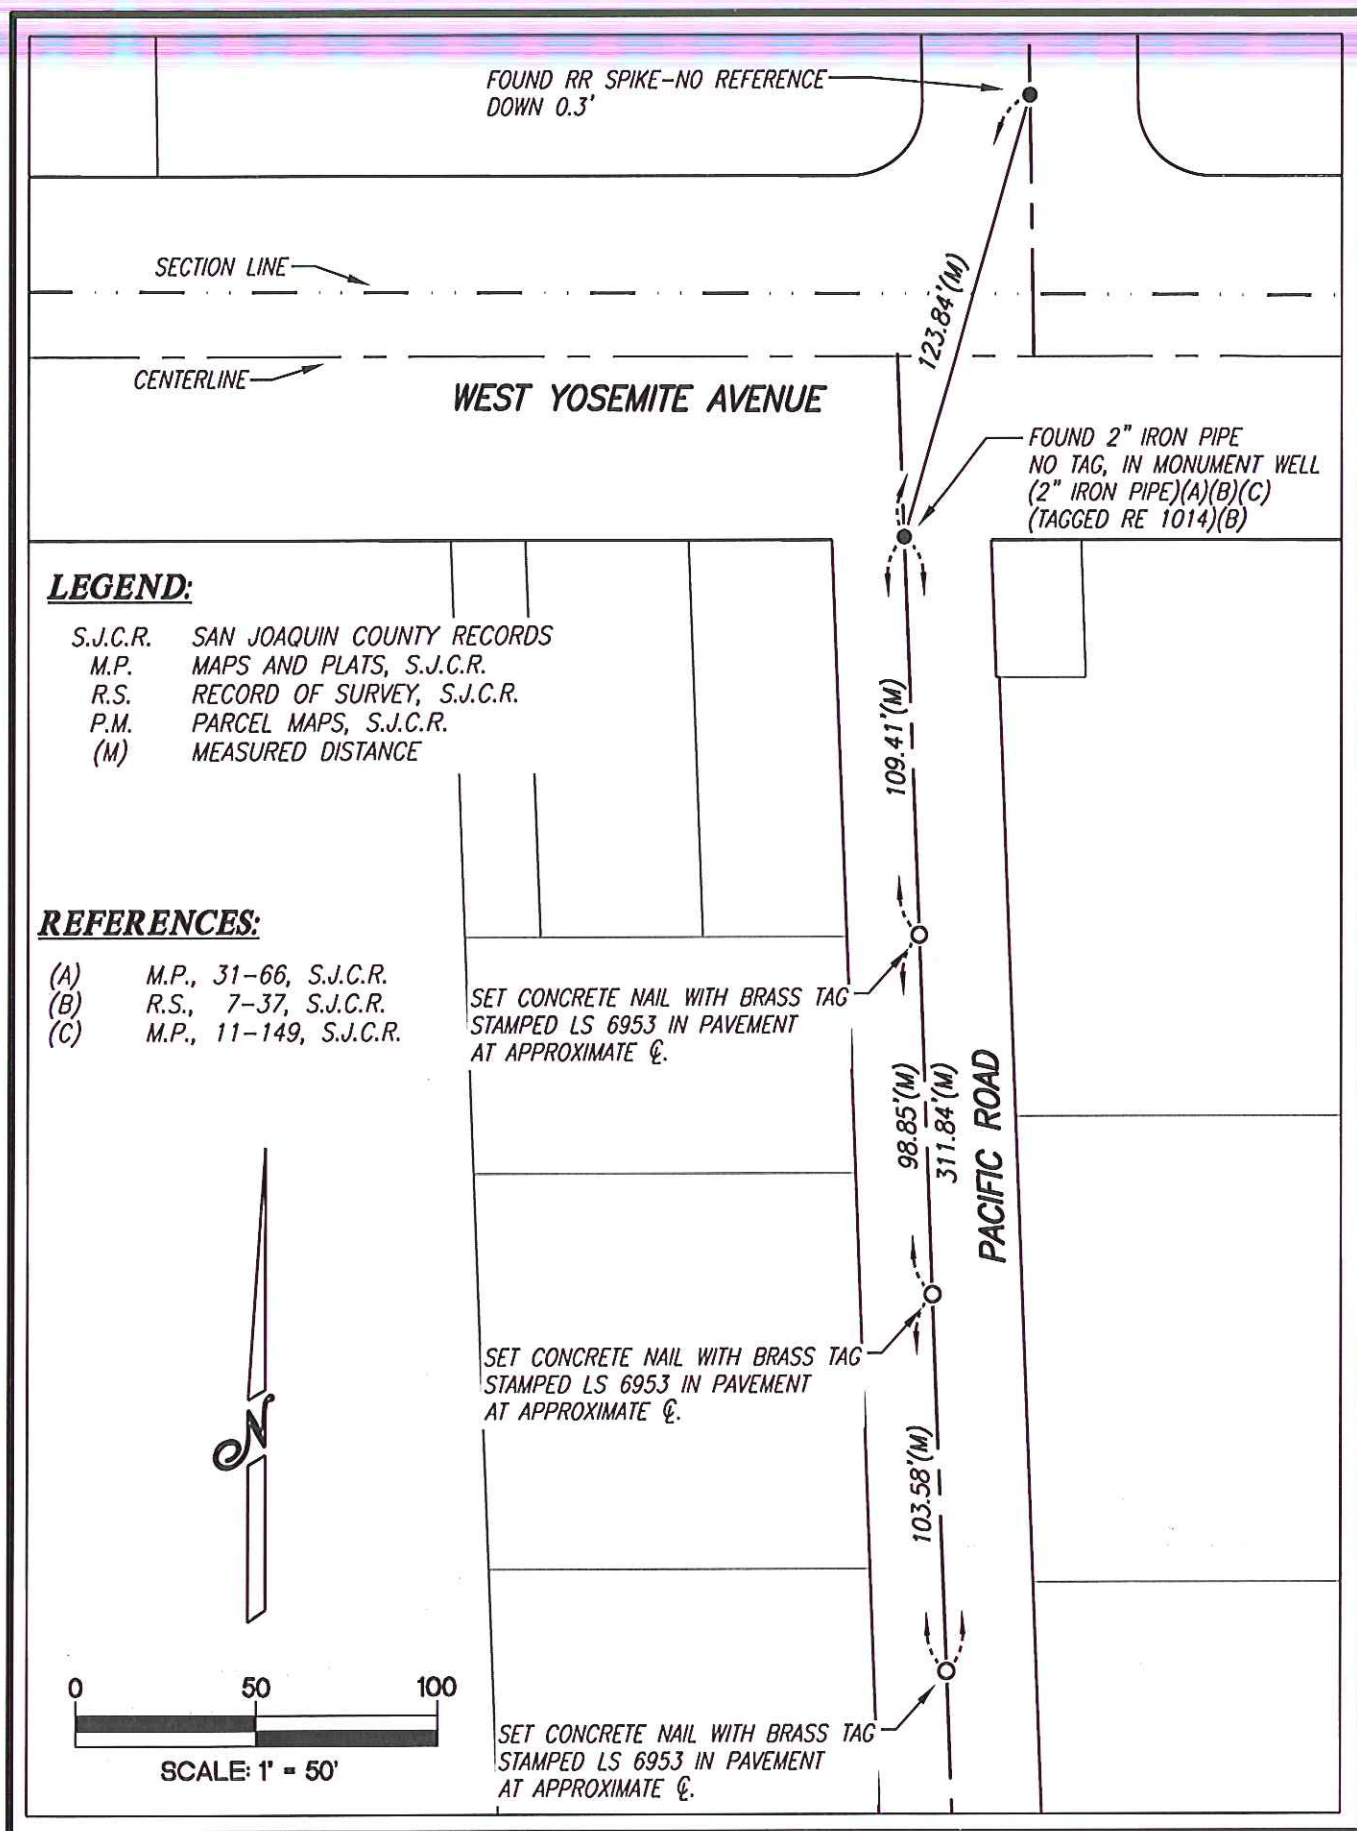 FOUND RR SPIKE-NO REFERENCE
DOWN 0.3'
SECTION LINE
123.84'(M)
CENTERLINE
WEST YOSEMITE AVENUE
FOUND 2" IRON PIPE
NO TAG, IN MONUMENT WELL
(2" IRON PIPE)(A)(B)(C)
(TAGGED RE 1014)(B)
LEGEND:
S.J.C.R. SAN JOAQUIN COUNTY RECORDS
M.P. MAPS AND PLATS, S.J.C.R.
R.S. RECORD OF SURVEY, S.J.C.R.
P.M. PARCEL MAPS, S.J.C.R.
(M) MEASURED DISTANCE
109.41'(M)
REFERENCES:
(A) M.P., 31-66, S.J.C.R.
(B) R.S., 7-37, S.J.C.R.
(C) M.P., 11-149, S.J.C.R.
SET CONCRETE NAIL WITH BRASS TAG
STAMPED LS 6953 IN PAVEMENT
AT APPROXIMATE ℄.
98.85'(M)
311.84'(M)
PACIFIC ROAD
SET CONCRETE NAIL WITH BRASS TAG
STAMPED LS 6953 IN PAVEMENT
AT APPROXIMATE ℄.
N
103.58'(M)
0 50 100
SCALE: 1" = 50'
SET CONCRETE NAIL WITH BRASS TAG
STAMPED LS 6953 IN PAVEMENT
AT APPROXIMATE ℄.